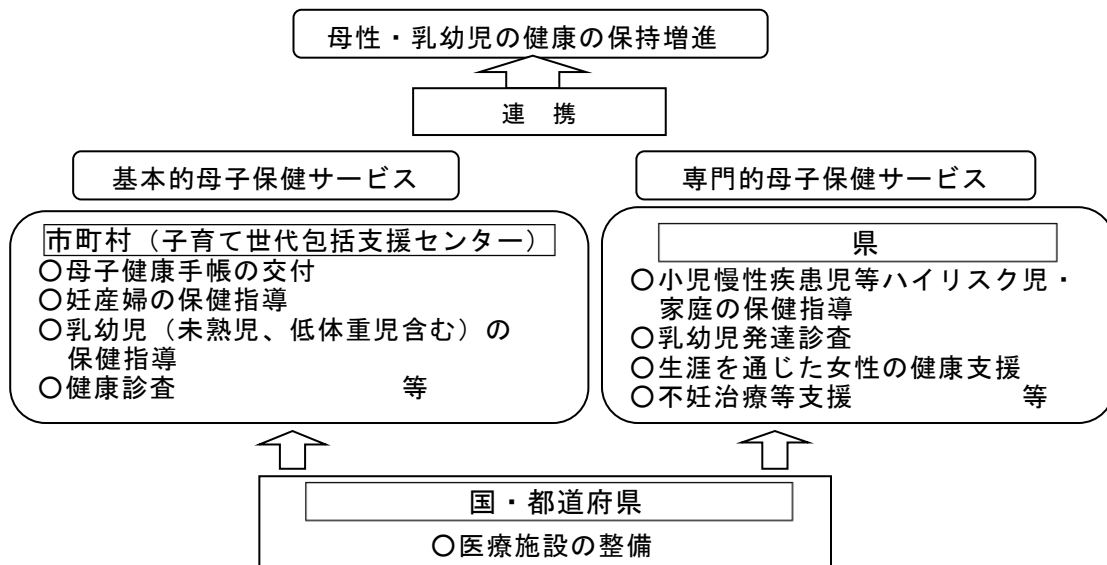 母性・乳幼児の健康の保持増進
連 携
基本的母子保健サービス
市町村（子育て世代包括支援センター）
○母子健康手帳の交付
○妊産婦の保健指導
○乳幼児（未熟児、低体重児含む）の
保健指導
○健康診査 等
専門的母子保健サービス
県
○小児慢性疾患児等ハイリスク児・
家庭の保健指導
○乳幼児発達診査
○生涯を通じた女性の健康支援
○不妊治療等支援 等
国・都道府県
○医療施設の整備